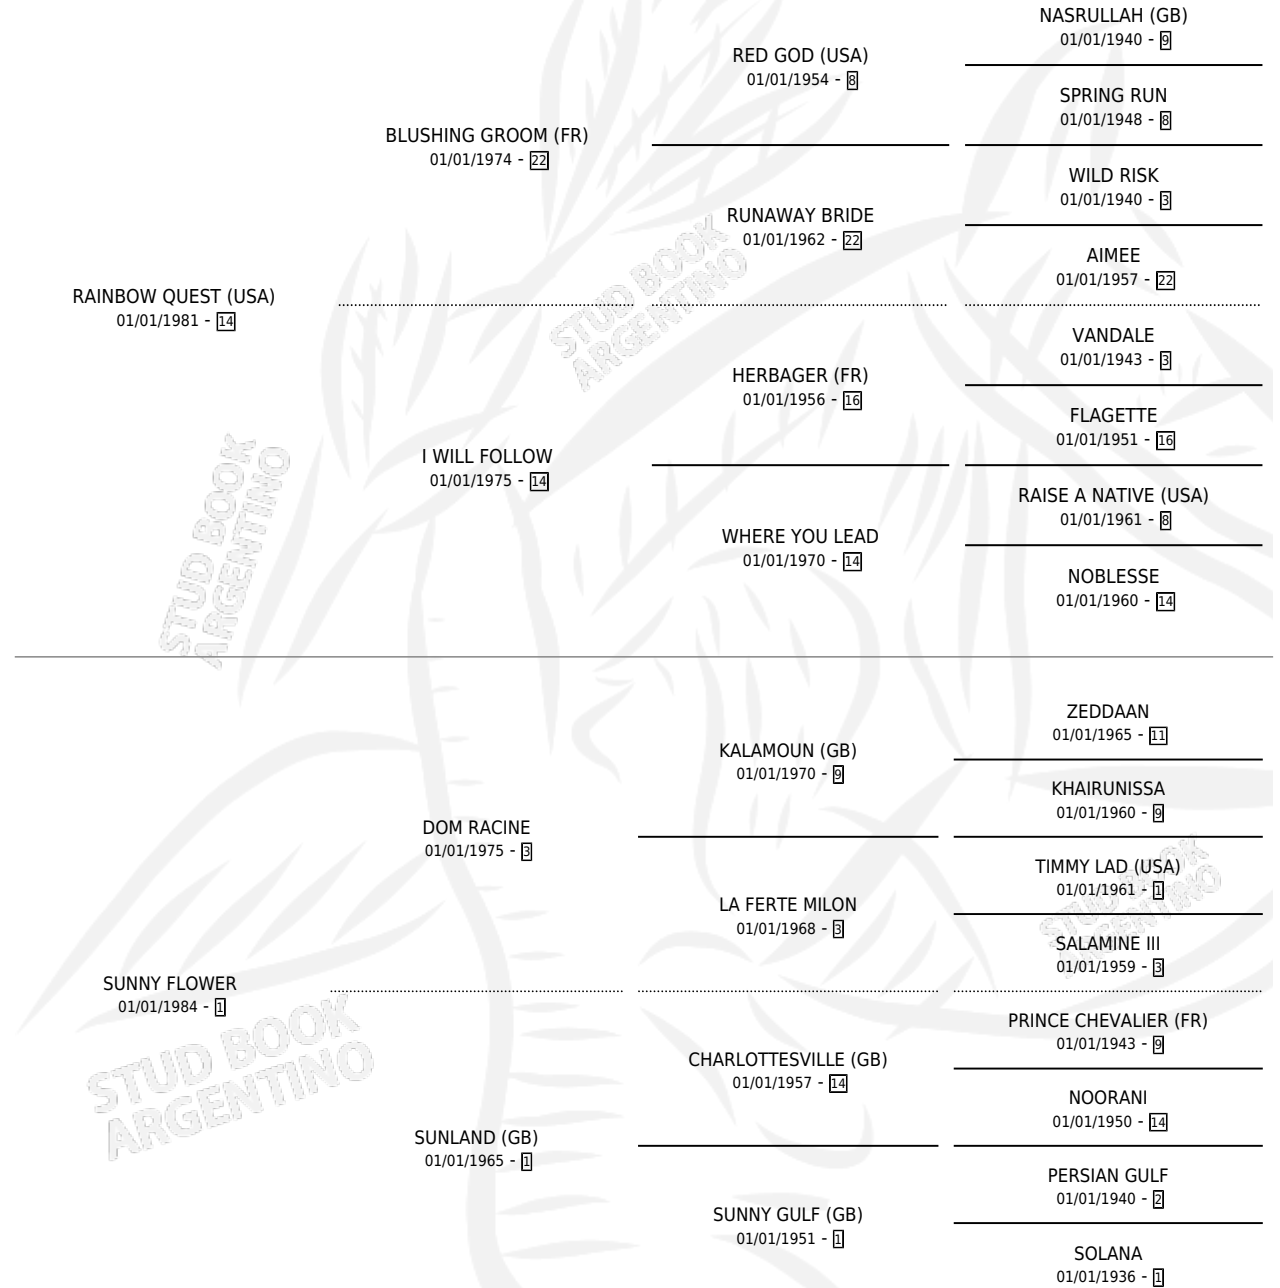 NASRULLAH (GB)
01/01/1940 - 9
RED GOD (USA)
01/01/1954 - 8
SPRING RUN
01/01/1948 - 8
BLUSHING GROOM (FR)
01/01/1974 - 22
WILD RISK
01/01/1940 - 3
RUNAWAY BRIDE
01/01/1962 - 22
AIMEE
01/01/1957 - 22
RAINBOW QUEST (USA)
01/01/1981 - 14
VANDALE
01/01/1943 - 3
HERBAGER (FR)
01/01/1956 - 16
FLAGETTE
01/01/1951 - 16
I WILL FOLLOW
01/01/1975 - 14
RAISE A NATIVE (USA)
01/01/1961 - 8
WHERE YOU LEAD
01/01/1970 - 14
NOBLESSE
01/01/1960 - 14
ZEDDAAN
01/01/1965 - 11
KALAMOUN (GB)
01/01/1970 - 9
KHAIRUNISSA
01/01/1960 - 9
DOM RACINE
01/01/1975 - 3
TIMMY LAD (USA)
01/01/1961 - 1
LA FERTE MILON
01/01/1968 - 3
SALAMINE III
01/01/1959 - 3
SUNNY FLOWER
01/01/1984 - 1
PRINCE CHEVALIER (FR)
01/01/1943 - 9
CHARLOTTESVILLE (GB)
01/01/1957 - 14
NOORANI
01/01/1950 - 14
SUNLAND (GB)
01/01/1965 - 1
PERSIAN GULF
01/01/1940 - 2
SUNNY GULF (GB)
01/01/1951 - 1
SOLANA
01/01/1936 - 1
STUD BOOK
ARGENTINO
STUD BOOK
ARGENTINO
STUD BOOK
ARGENTINO
STUD BOOK
ARGENTINO